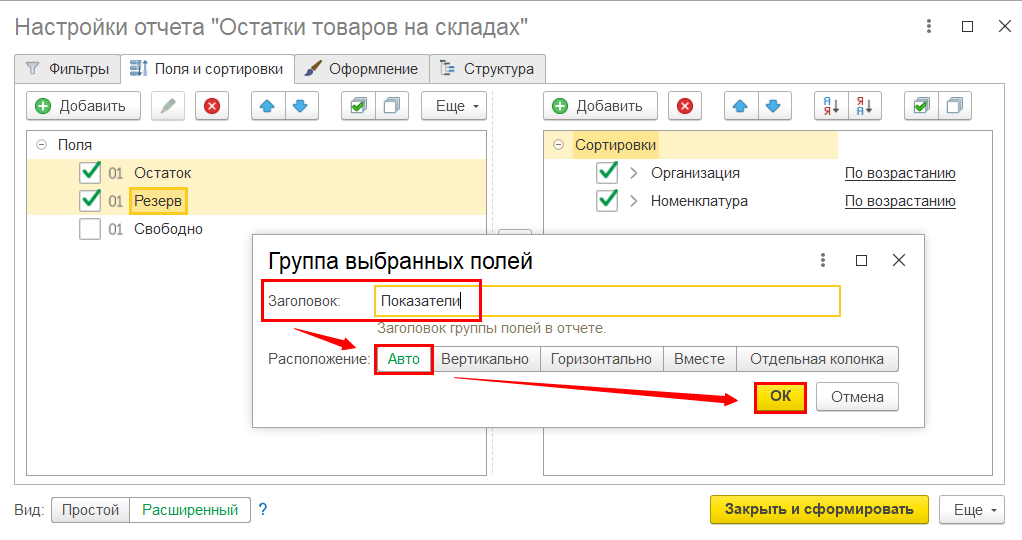 Настройки отчета "Остатки товаров на складах"
Фильтры Поля и сортировки Оформление Структура
Добавить Еще Добавить
Поля Сортировки
01 Остаток Организация По возрастанию
01 Резерв Номенклатура По возрастанию
01 Свободно
Группа выбранных полей
Заголовок: Показатели
Заголовок группы полей в отчете.
Расположение: Авто Вертикально Горизонтально Вместе Отдельная колонка
ОК Отмена
Вид: Простой Расширенный ? Закрыть и сформировать Еще